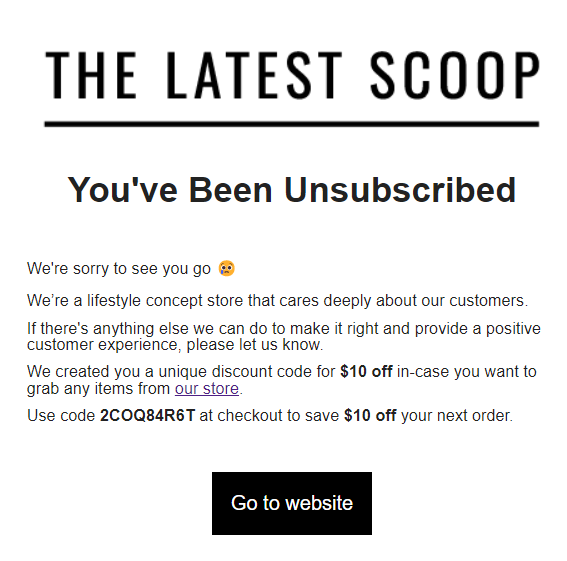 THE LATEST SCOOP
You've Been Unsubscribed
We're sorry to see you go 😢
We’re a lifestyle concept store that cares deeply about our customers.
If there's anything else we can do to make it right and provide a positive
customer experience, please let us know.
We created you a unique discount code for $10 off in-case you want to
grab any items from our store.
Use code 2COQ84R6T at checkout to save $10 off your next order.
Go to website